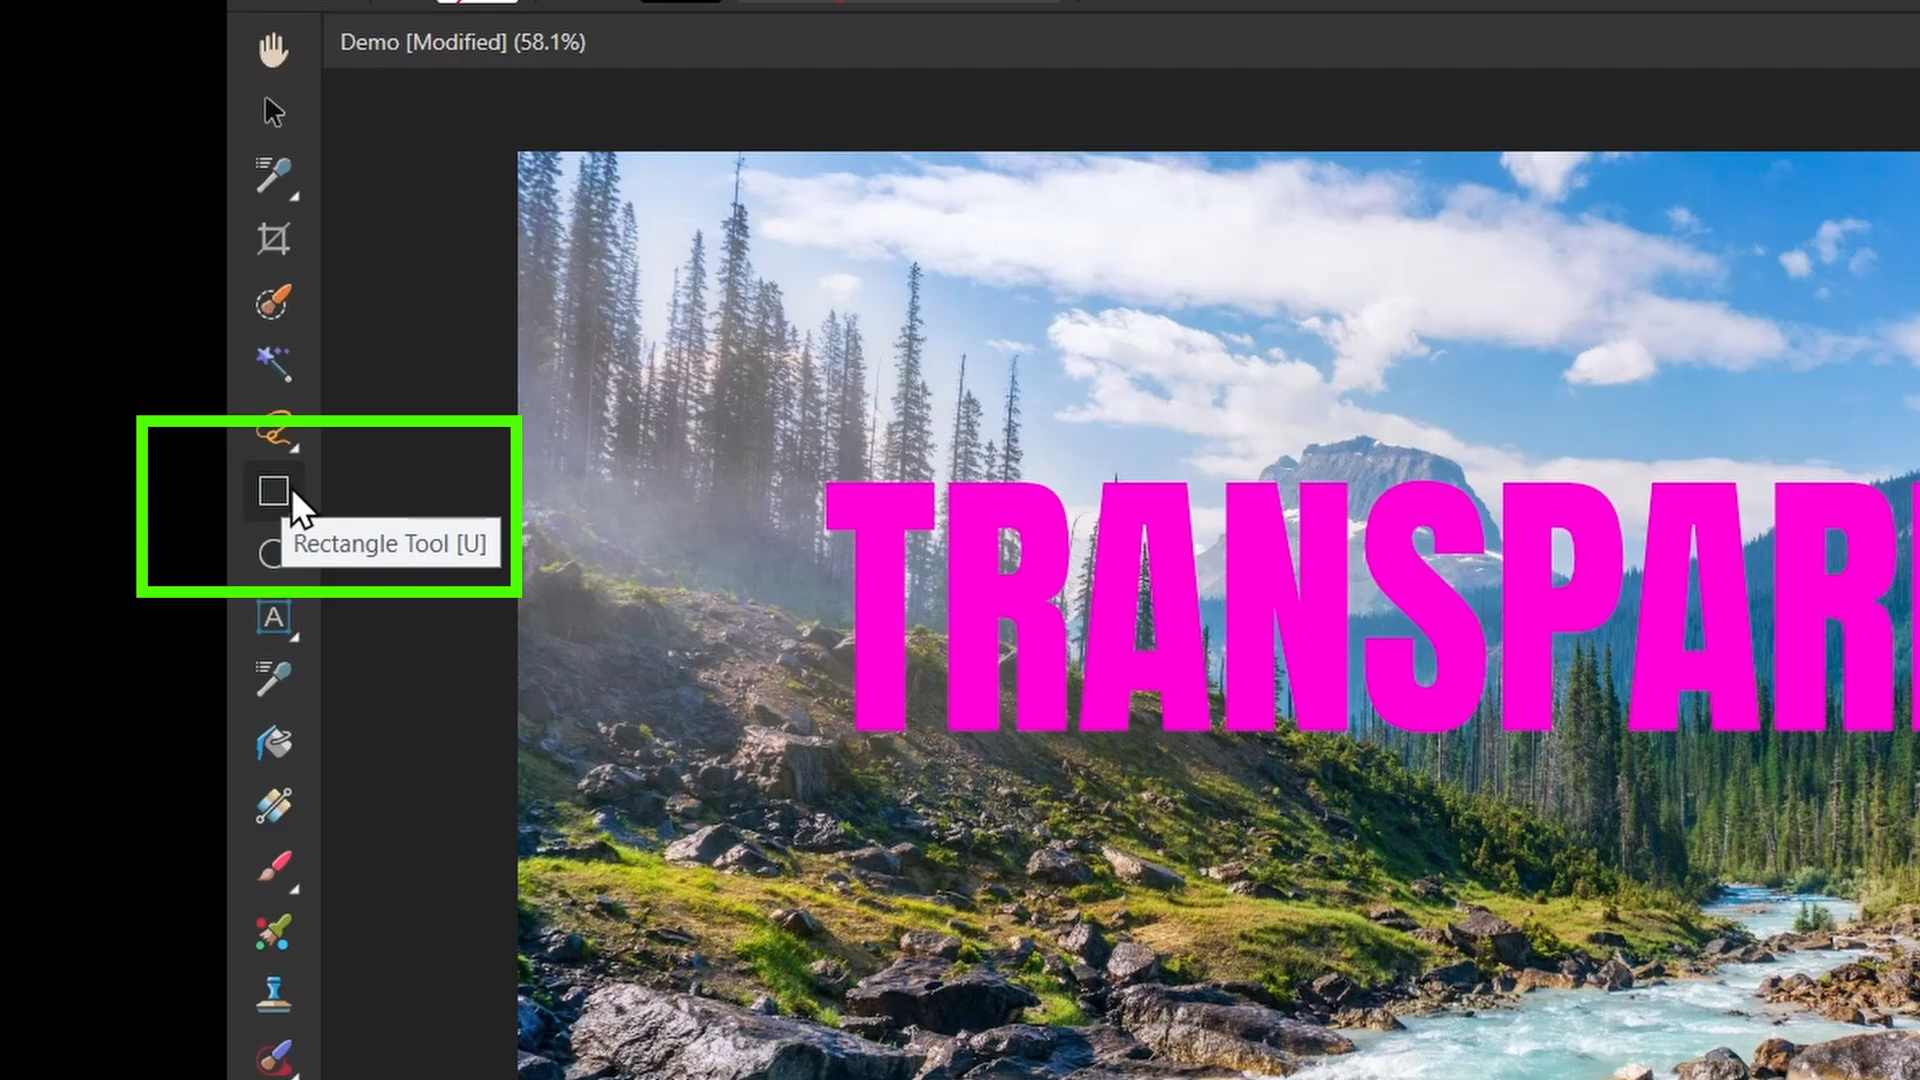 Demo [Modified] (58.1%)
TRANSPAR
Rectangle Tool [U]
A